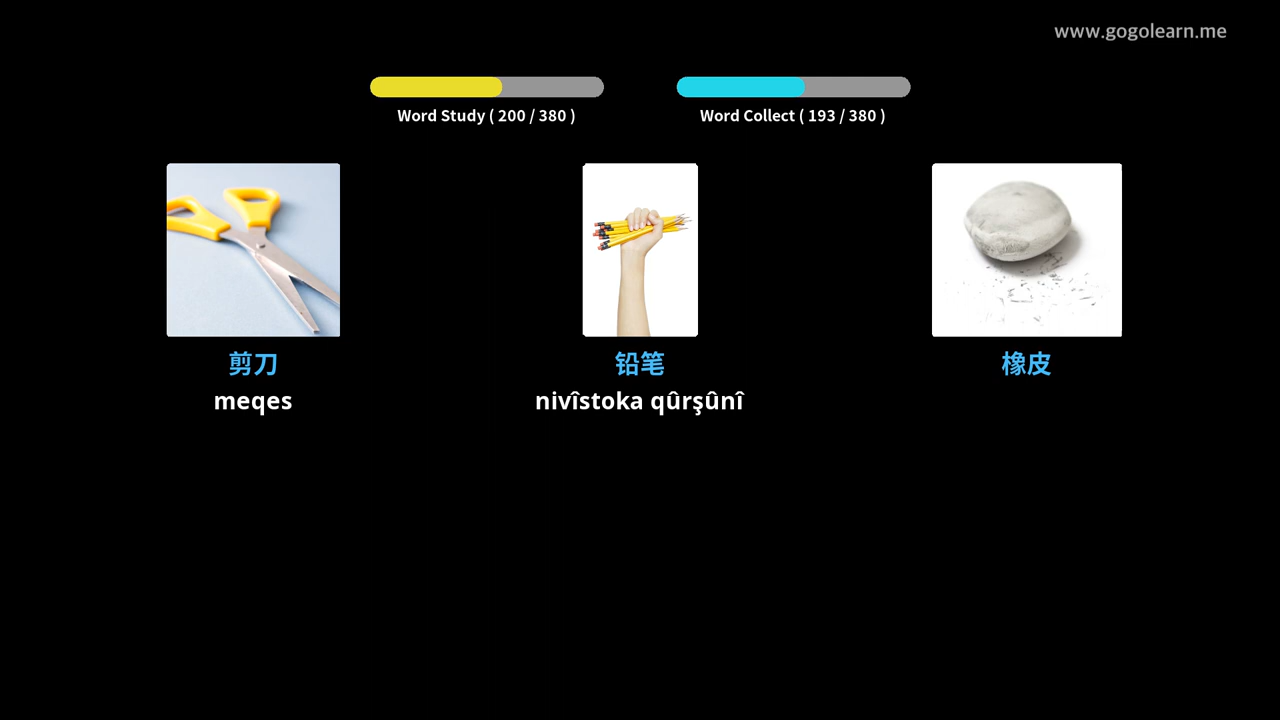 www.gogolearn.me
Word Study ( 200 / 380 )
Word Collect ( 193 / 380 )
剪刀
铅笔
橡皮
meqes
nivîstoka qûrşûnî